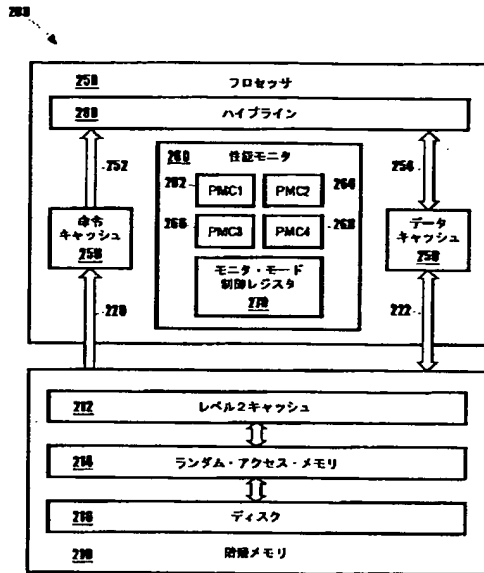 200
250 フロセッサ
280 ハイプライン
252
260 性能モニタ
254
262 PMC1 PMC2 264
266 PMC3 PMC4 268
命令
キャッシュ
データ
キャッシュ
モニタ・モード
制御レジスタ
270
220
222
212 レベル2キャッシュ
214 ランダム・アクセス・メモリ
216 ディスク
210 階層メモリ